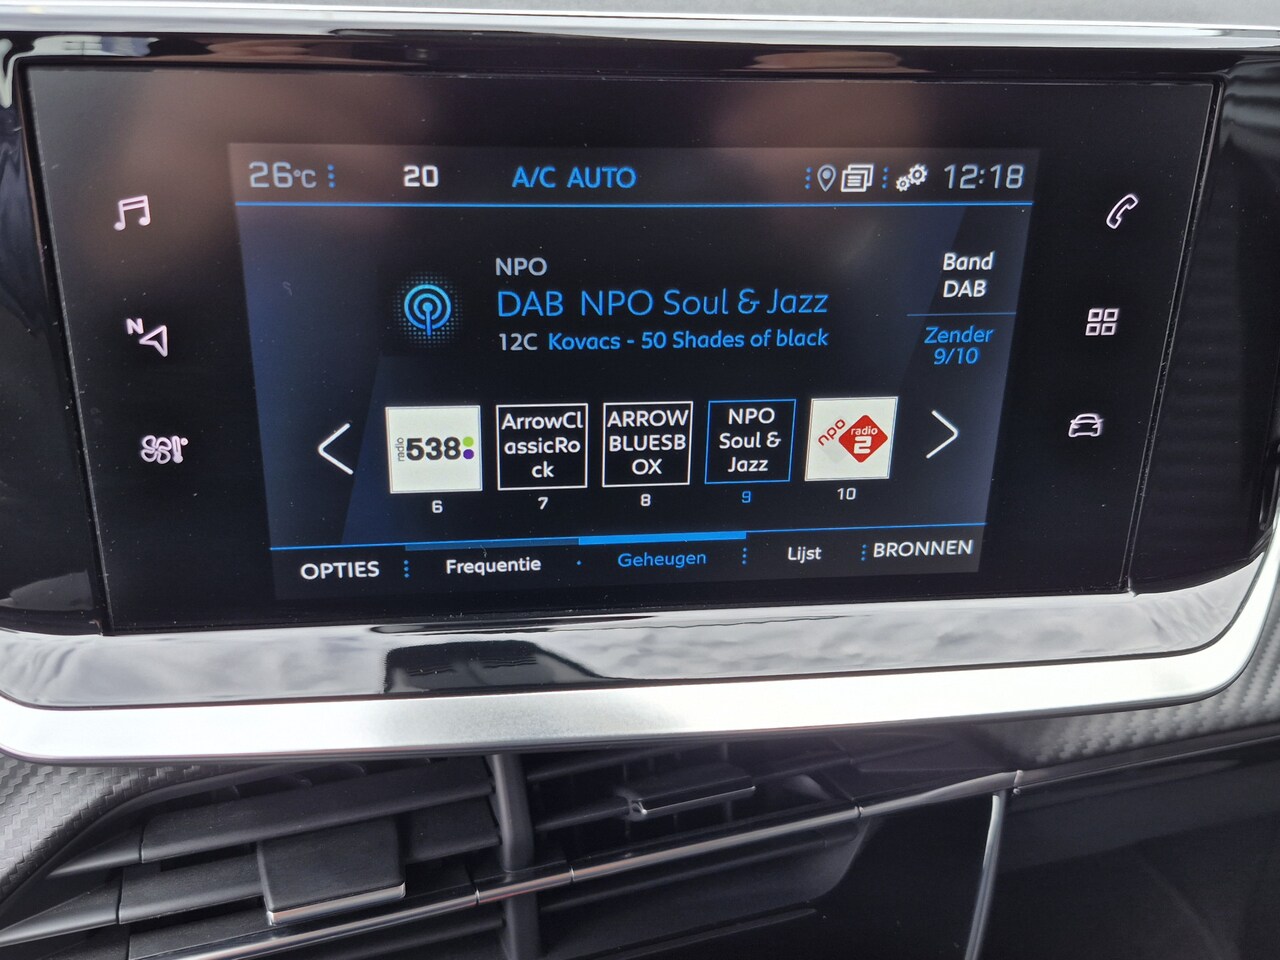 26°C 20 A/C AUTO 12:18
N
NPO
DAB NPO Soul & Jazz
12C Kovacs - 50 Shades of black
Band
DAB
Zender
9/10
radio 538
6
ArrowCl
assicRo
ck
7
ARROW
BLUESB
OX
8
NPO
Soul &
Jazz
9
npo radio 2
10
OPTIES Frequentie Geheugen Lijst BRONNEN